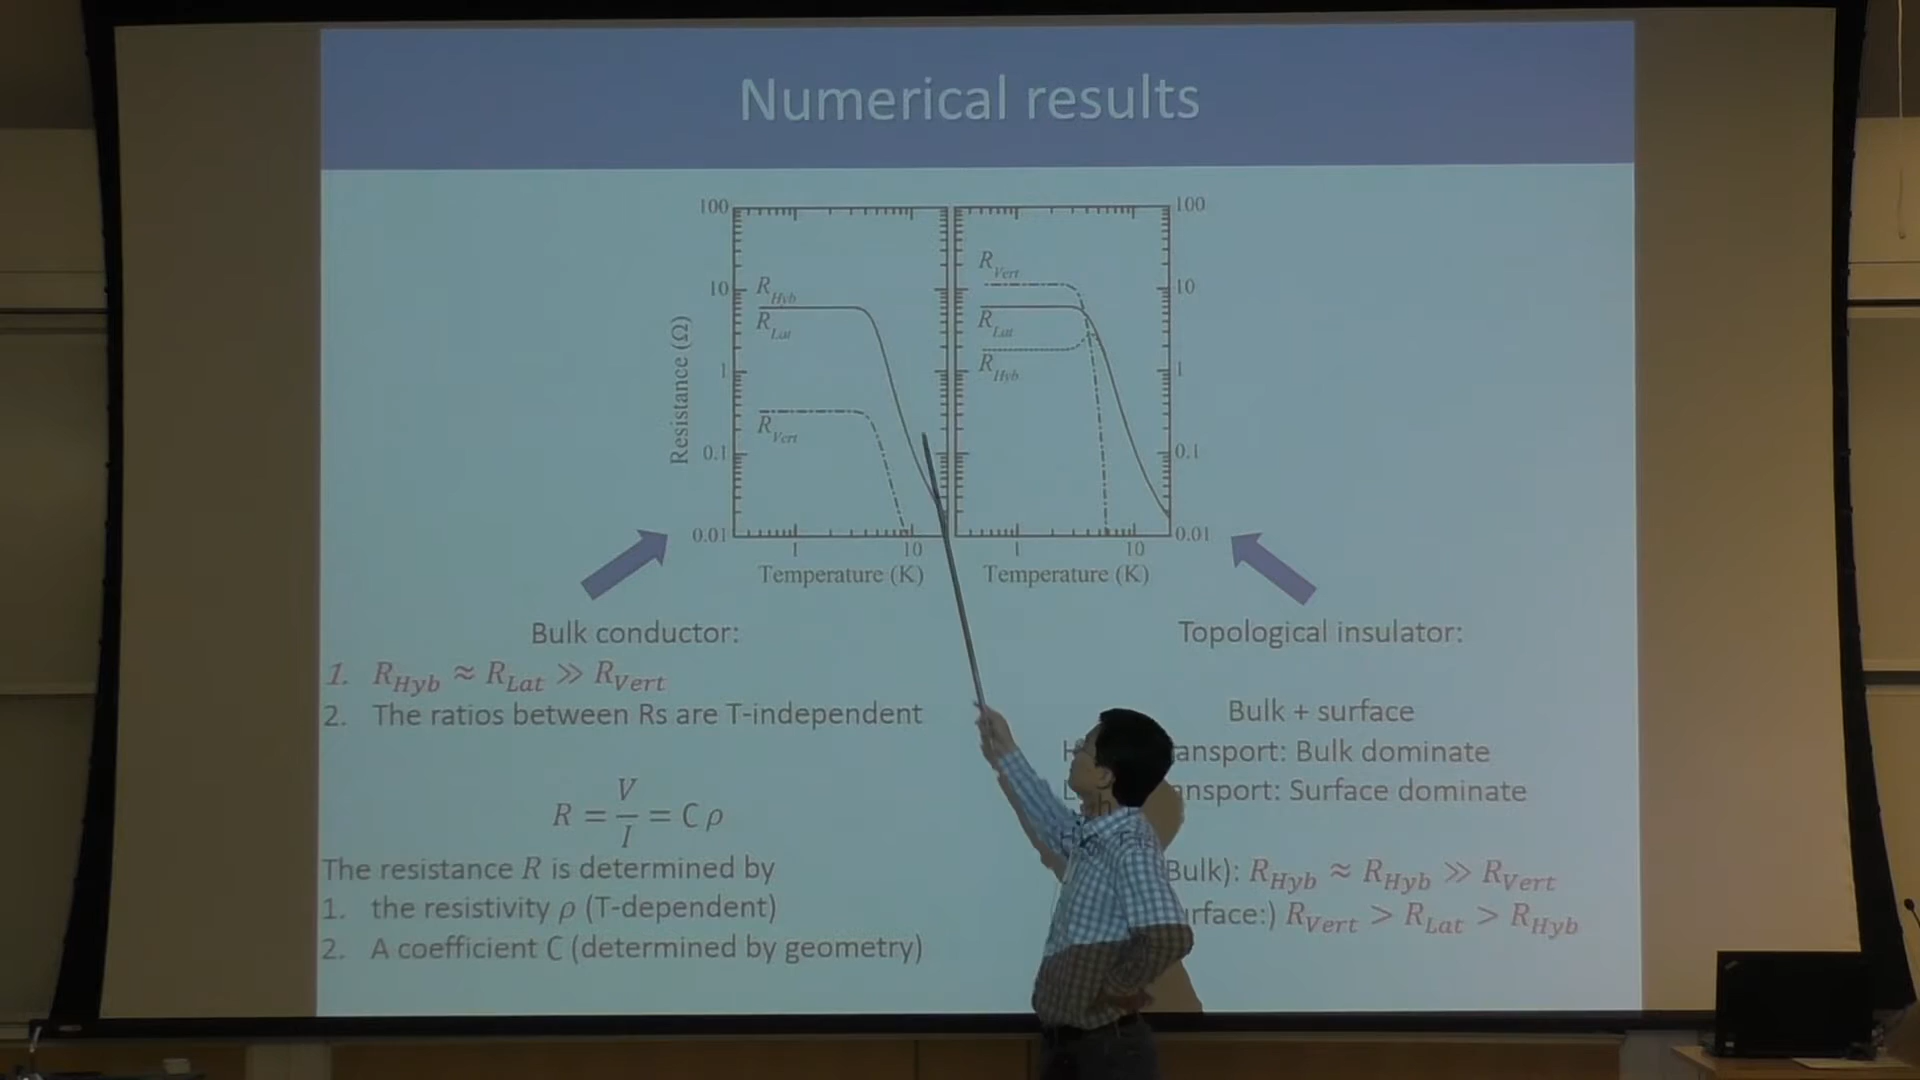 Numerical results
100
10
1
0.1
0.01
Resistance (Ω)
R_Hyb
R_Lat
R_Vert
1 10
Temperature (K)
100
10
1
0.1
0.01
R_Vert
R_Lat
R_Hyb
1 10
Temperature (K)
Bulk conductor:
1. R_Hyb ≈ R_Lat ≫ R_Vert
2. The ratios between Rs are T-independent
R = V/I = C ρ
The resistance R is determined by
1. the resistivity ρ (T-dependent)
2. A coefficient C (determined by geometry)
Topological insulator:
Bulk + surface
ansport: Bulk dominate
ansport: Surface dominate
Bulk): R_Hyb ≈ R_Hyb ≫ R_Vert
rface:) R_Vert > R_Lat > R_Hyb